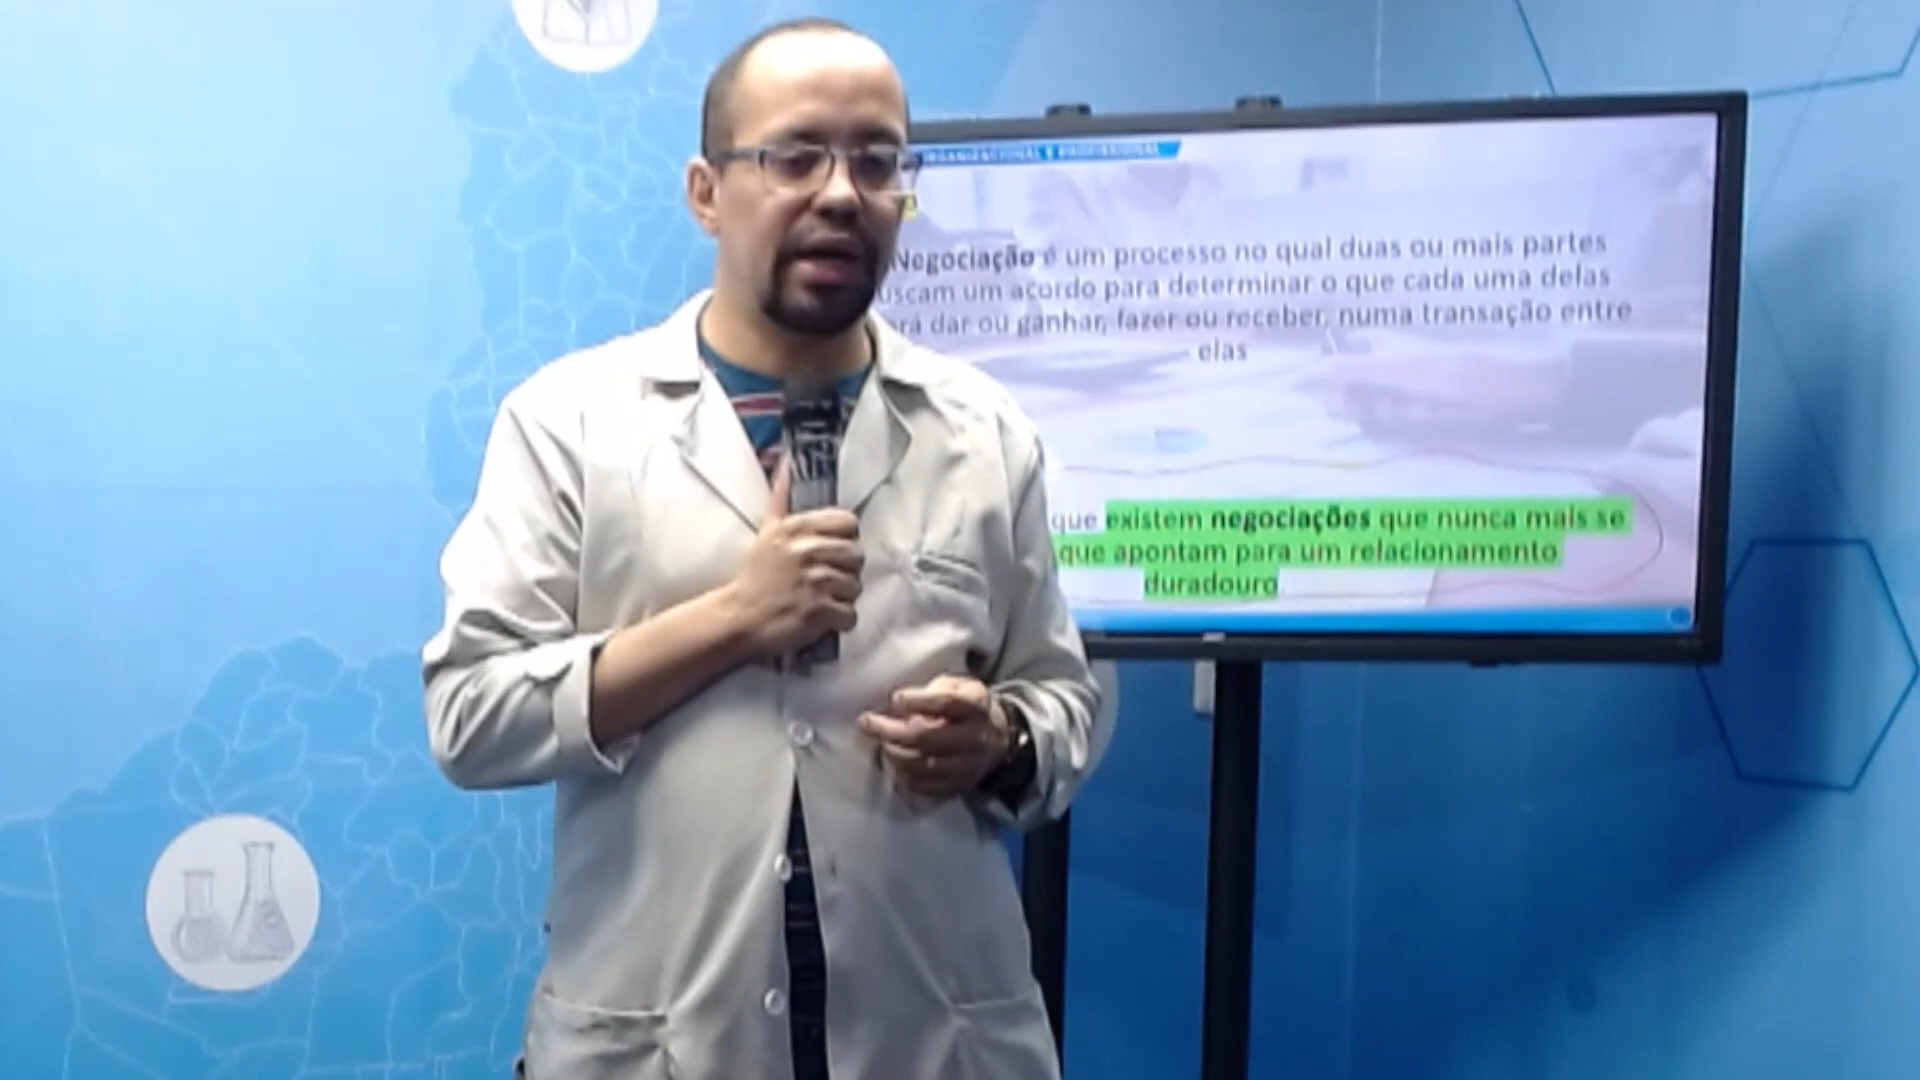 ORGANIZACIONAL E PROFISSIONAL
Negociação é um processo no qual duas ou mais partes
uscam um acordo para determinar o que cada uma delas
rá dar ou ganhar, fazer ou receber, numa transação entre
elas
que existem negociações que nunca mais se
que apontam para um relacionamento
duradouro